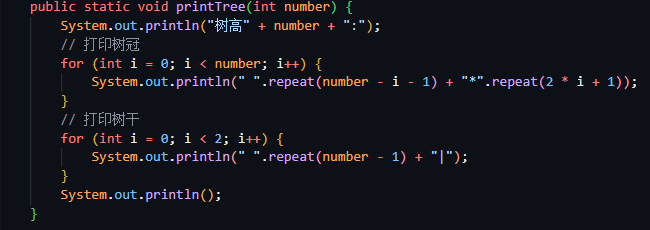 public static void printTree(int number) {
System.out.println("树高" + number + ":");
// 打印树冠
for (int i = 0; i < number; i++) {
System.out.println(" ".repeat(number - i - 1) + "*".repeat(2 * i + 1));
}
// 打印树干
for (int i = 0; i < 2; i++) {
System.out.println(" ".repeat(number - 1) + "|");
}
System.out.println();
}